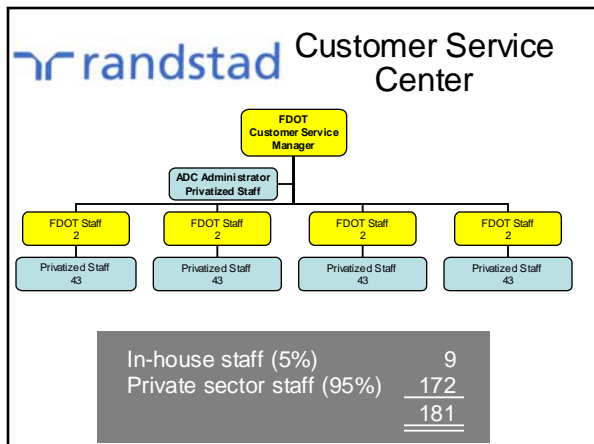 randstad
Customer Service
Center
FDOT
Customer Service
Manager
ADC Administrator
Privatized Staff
FDOT Staff
2
FDOT Staff
2
FDOT Staff
2
FDOT Staff
2
Privatized Staff
43
Privatized Staff
43
Privatized Staff
43
Privatized Staff
43
In-house staff (5%) 9
Private sector staff (95%) 172
181